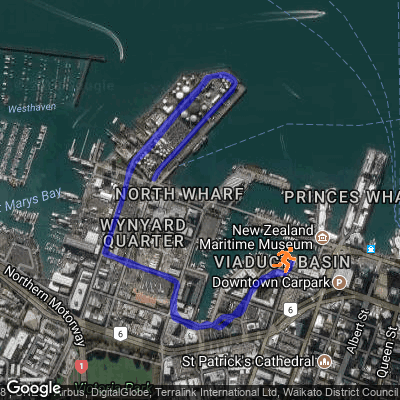 Westhaven
Marys Bay
NORTH WHARF
PRINCES WHA
WYNYARD
QUARTER
New Zealand
Maritime Museum
VIADUCT BASIN
Downtown Carpark
P
Northern Motorway
6
6
Albert St
Queen St
St Patrick's Cathedral
1
Victoria Park
Google
Airbus, DigitalGlobe, Terralink International Ltd, Waikato District Council